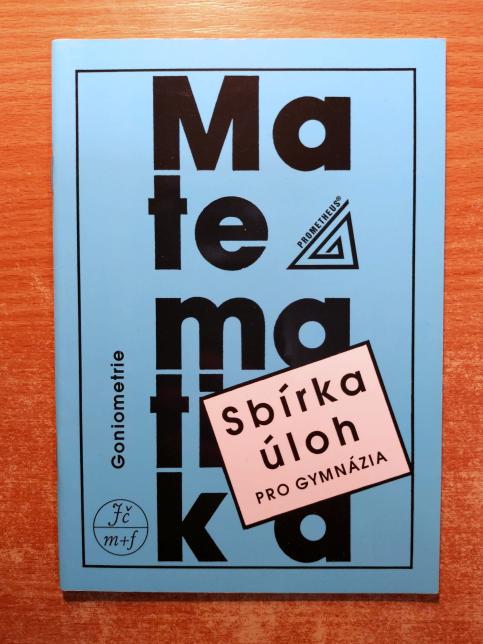 Ma
te
PROMETHEUS®
ma
ti
ka
Goniometrie
Sbírka
úloh
PRO GYMNÁZIA
Jč
m+f